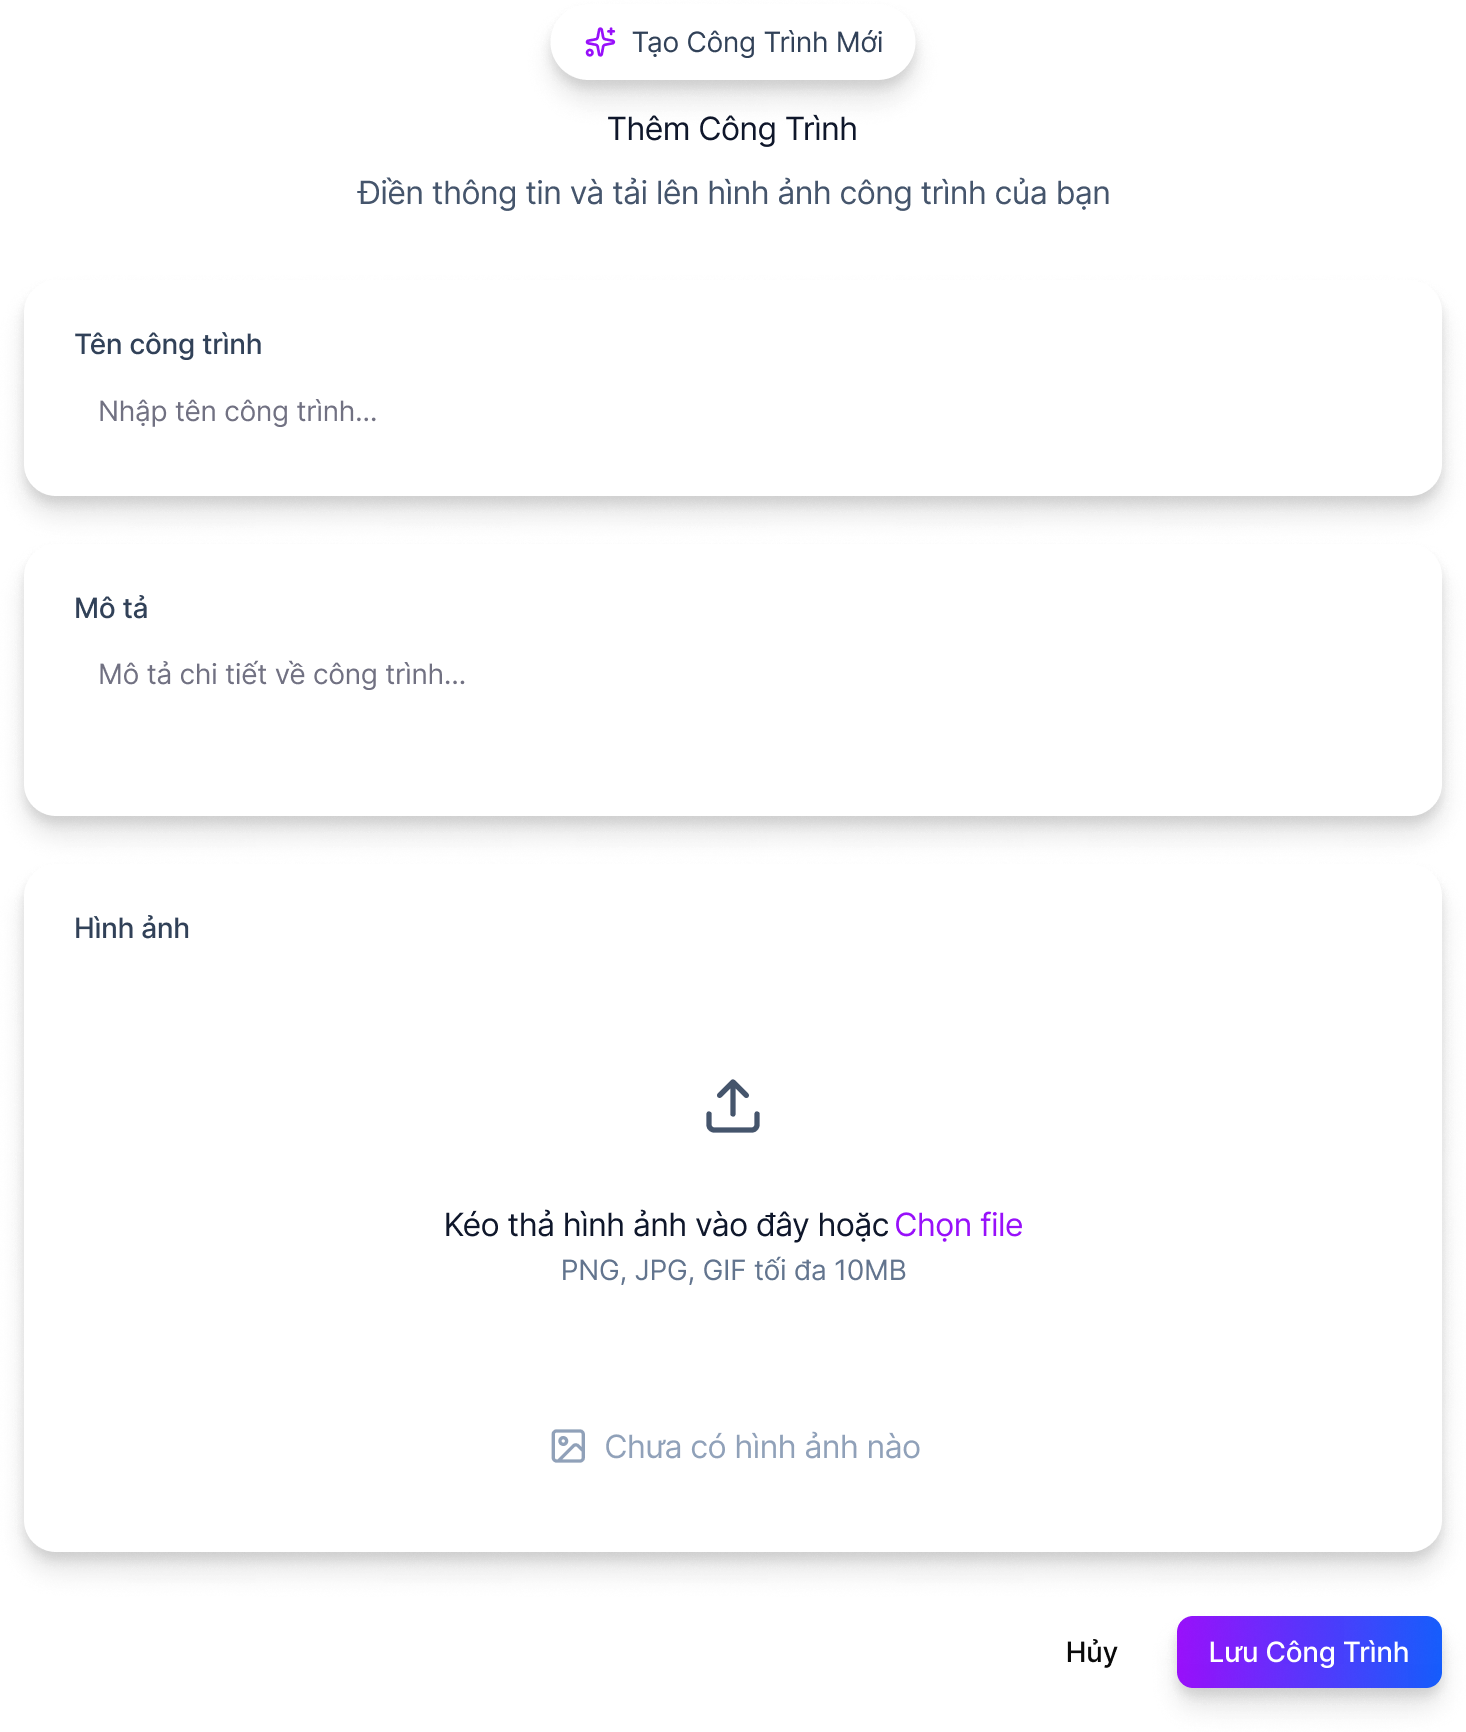 Tạo Công Trình Mới
Thêm Công Trình
Điền thông tin và tải lên hình ảnh công trình của bạn
Tên công trình
Nhập tên công trình...
Mô tả
Mô tả chi tiết về công trình...
Hình ảnh
Kéo thả hình ảnh vào đây hoặc Chọn file
PNG, JPG, GIF tối đa 10MB
Chưa có hình ảnh nào
Hủy
Lưu Công Trình